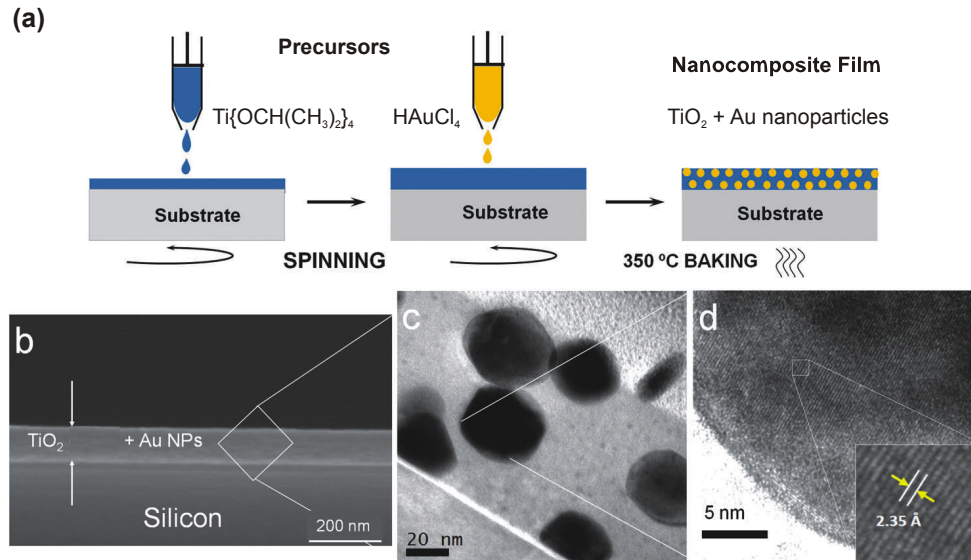 (a)
Precursors
Nanocomposite Film
Ti{OCH(CH₃)₂}₄
HAuCl₄
TiO₂ + Au nanoparticles
Substrate
Substrate
Substrate
SPINNING
350 ºC BAKING
b
TiO₂ + Au NPs
Silicon
200 nm
c
20 nm
d
5 nm
2.35 Å